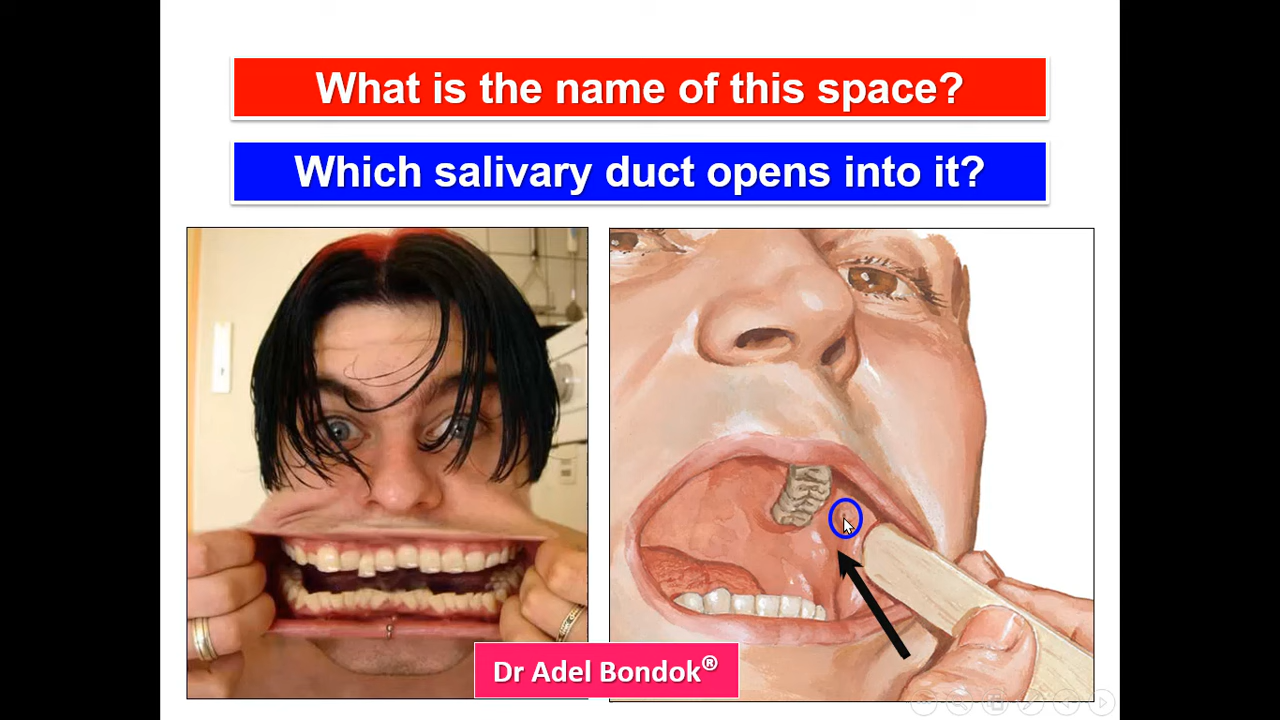 What is the name of this space?
Which salivary duct opens into it?
Dr Adel Bondok®